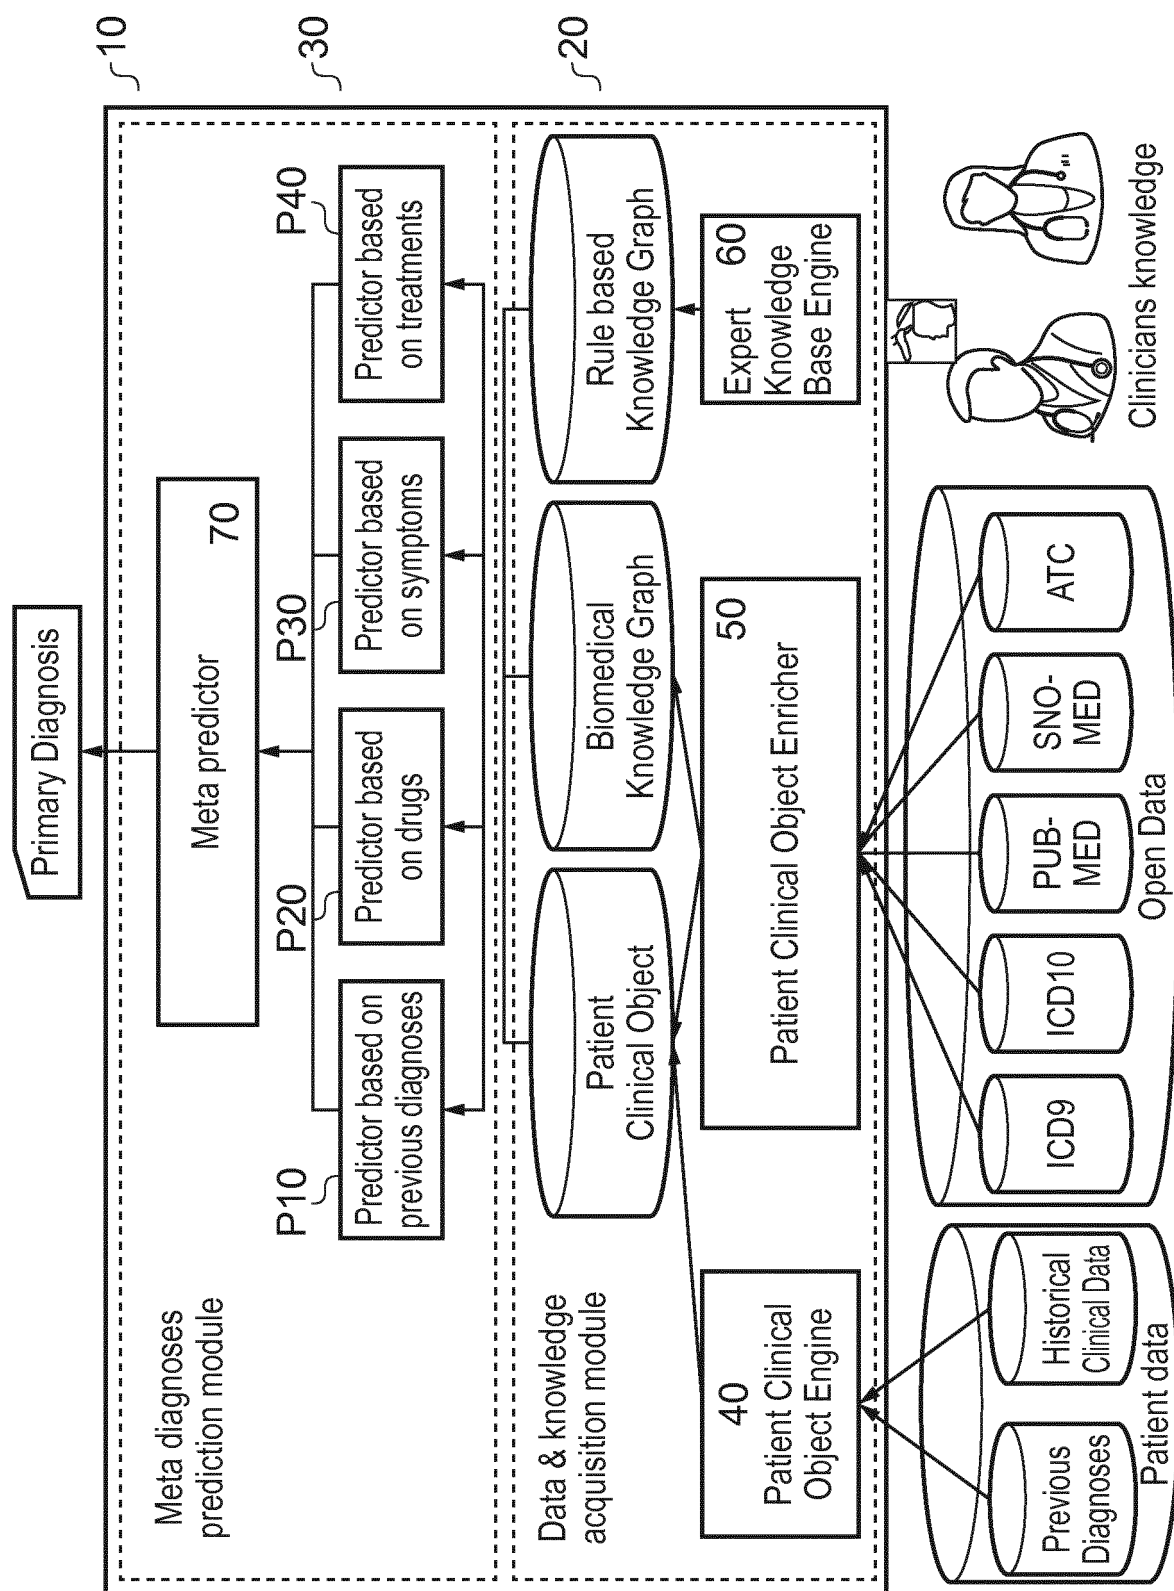 Primary Diagnosis
10
Meta diagnoses
prediction module
Meta predictor
70
30
P10
P20
P30
P40
Predictor based on
previous diagnoses
Predictor based
on drugs
Predictor based
on symptoms
Predictor based
on treatments
20
Data & knowledge
acquisition module
Patient
Clinical Object
Biomedical
Knowledge Graph
Rule based
Knowledge Graph
40
Patient Clinical
Object Engine
50
Patient Clinical Object Enricher
60
Expert
Knowledge
Base Engine
Previous
Diagnoses
Historical
Clinical Data
Patient data
ICD9
ICD10
PUB-
MED
SNO-
MED
ATC
Open Data
Clinicians knowledge